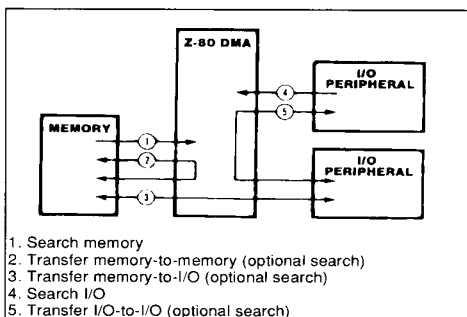 Z-80 DMA
I/O
PERIPHERAL
4
5
MEMORY
1
2
3
I/O
PERIPHERAL
1. Search memory
2. Transfer memory-to-memory (optional search)
3. Transfer memory-to-I/O (optional search)
4. Search I/O
5. Transfer I/O-to-I/O (optional search)